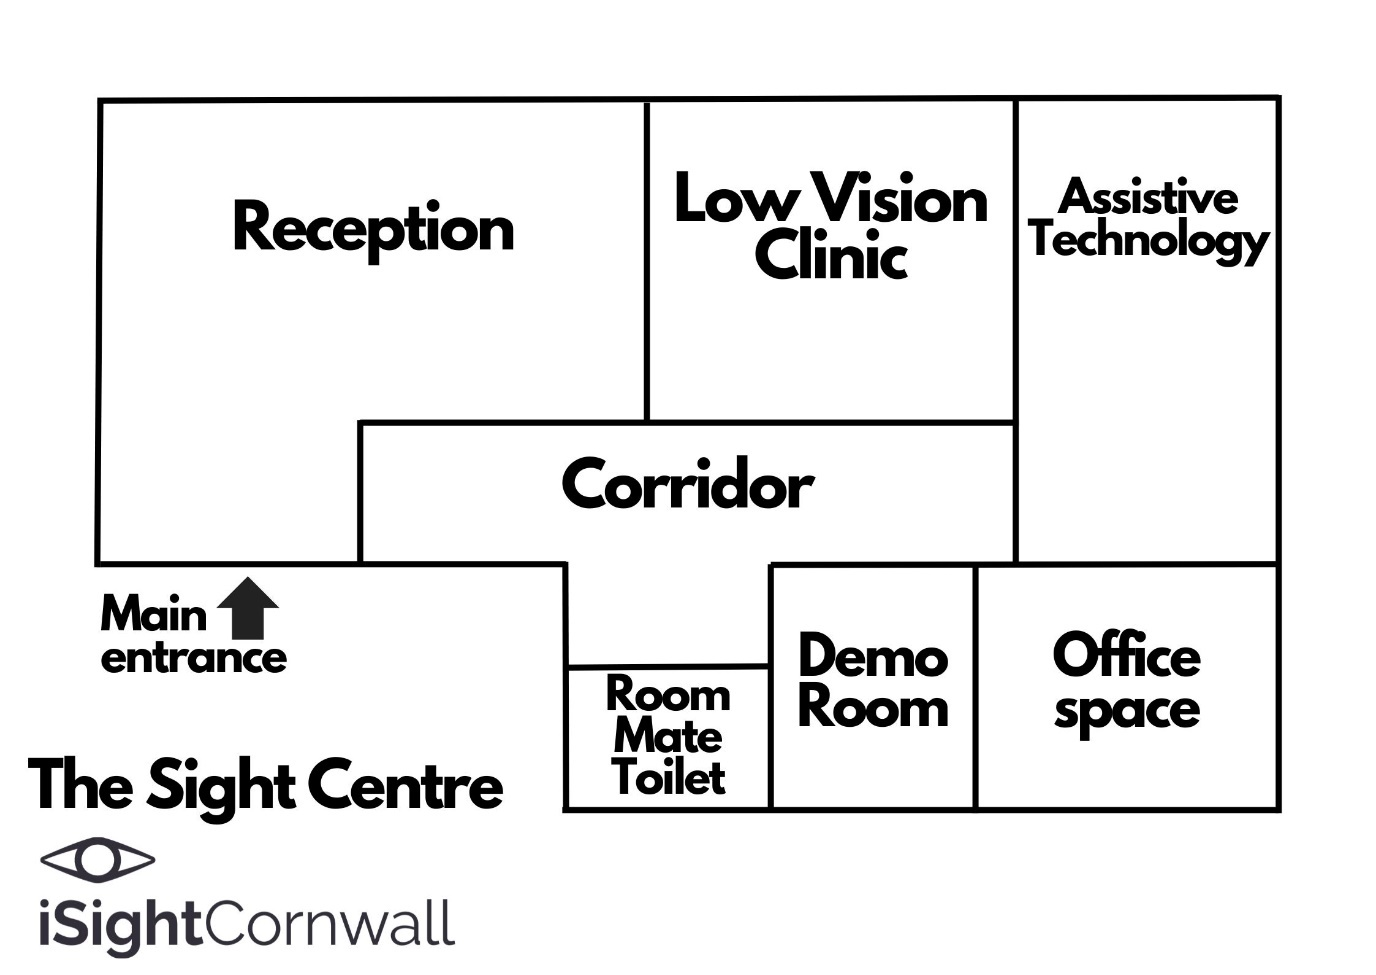 Reception
Low Vision
Clinic
Assistive
Technology
Corridor
Main
entrance
Room
Mate
Toilet
Demo
Room
Office
space
The Sight Centre
iSightCornwall